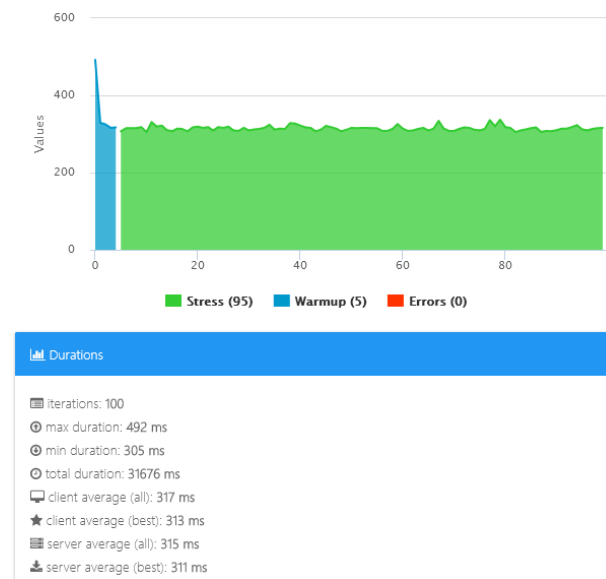 600
400
Values
200
0
0 20 40 60 80
Stress (95) Warmup (5) Errors (0)
Durations
iterations: 100
max duration: 492 ms
min duration: 305 ms
total duration: 31676 ms
client average (all): 317 ms
client average (best): 313 ms
server average (all): 315 ms
server average (best): 311 ms